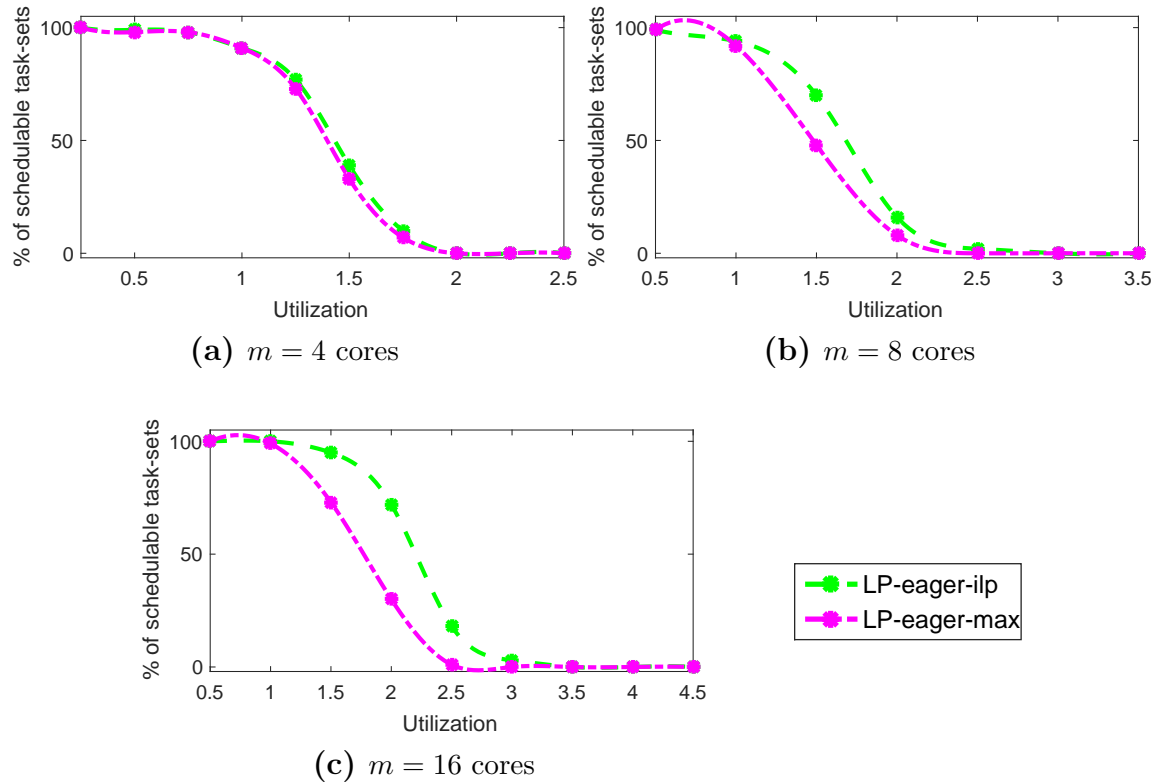 % of schedulable task-sets
100
50
0
0.5 1 1.5 2 2.5
Utilization
(a) m = 4 cores
% of schedulable task-sets
100
50
0
0.5 1 1.5 2 2.5 3 3.5
Utilization
(b) m = 8 cores
% of schedulable task-sets
100
50
0
0.5 1 1.5 2 2.5 3 3.5 4 4.5
Utilization
(c) m = 16 cores
LP-eager-ilp
LP-eager-max